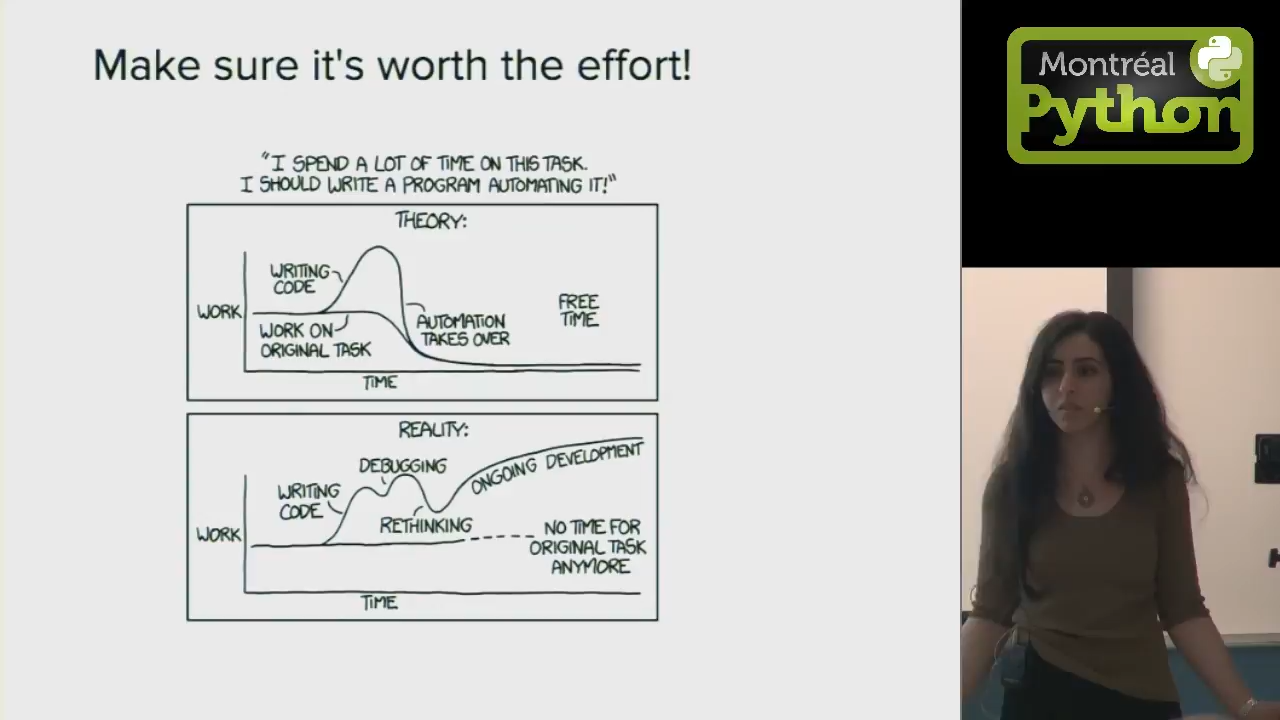 Make sure it's worth the effort!
"I SPEND A LOT OF TIME ON THIS TASK.
I SHOULD WRITE A PROGRAM AUTOMATING IT!"
THEORY:
WRITING
CODE
WORK
WORK ON
ORIGINAL TASK
AUTOMATION
TAKES OVER
FREE
TIME
TIME
REALITY:
DEBUGGING
WRITING
CODE
RETHINKING
ONGOING DEVELOPMENT
WORK
NO TIME FOR
ORIGINAL TASK
ANYMORE
TIME
Montréal
Python